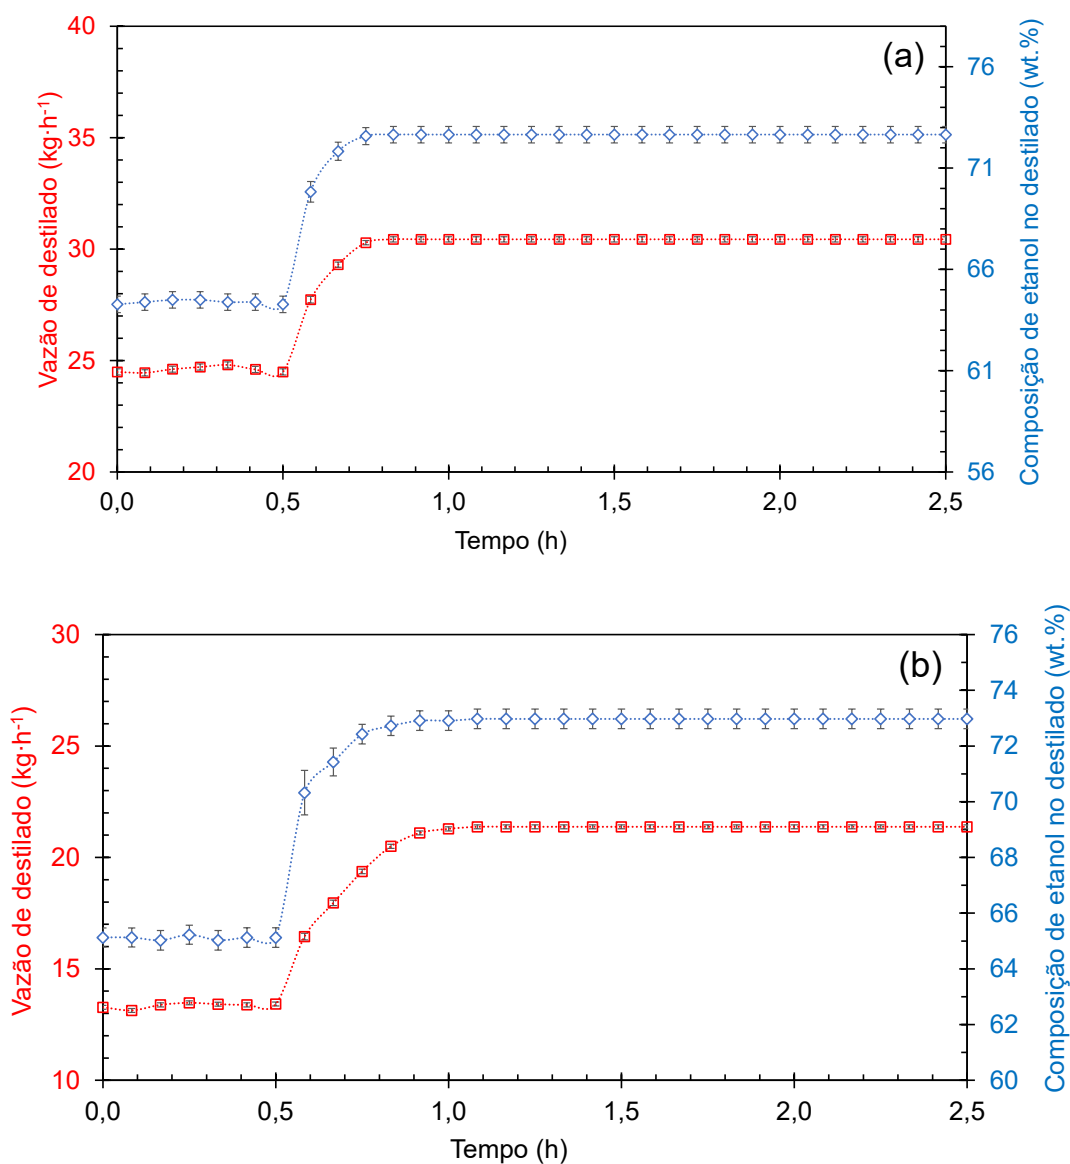 40
35
30
25
20
Vazão de destilado (kg·h-1)
(a)
76
71
66
61
56
Composição de etanol no destilado (wt.%)
0,0 0,5 1,0 1,5 2,0 2,5
Tempo (h)
30
25
20
15
10
Vazão de destilado (kg·h-1)
(b)
76
74
72
70
68
66
64
62
60
Composição de etanol no destilado (wt.%)
0,0 0,5 1,0 1,5 2,0 2,5
Tempo (h)